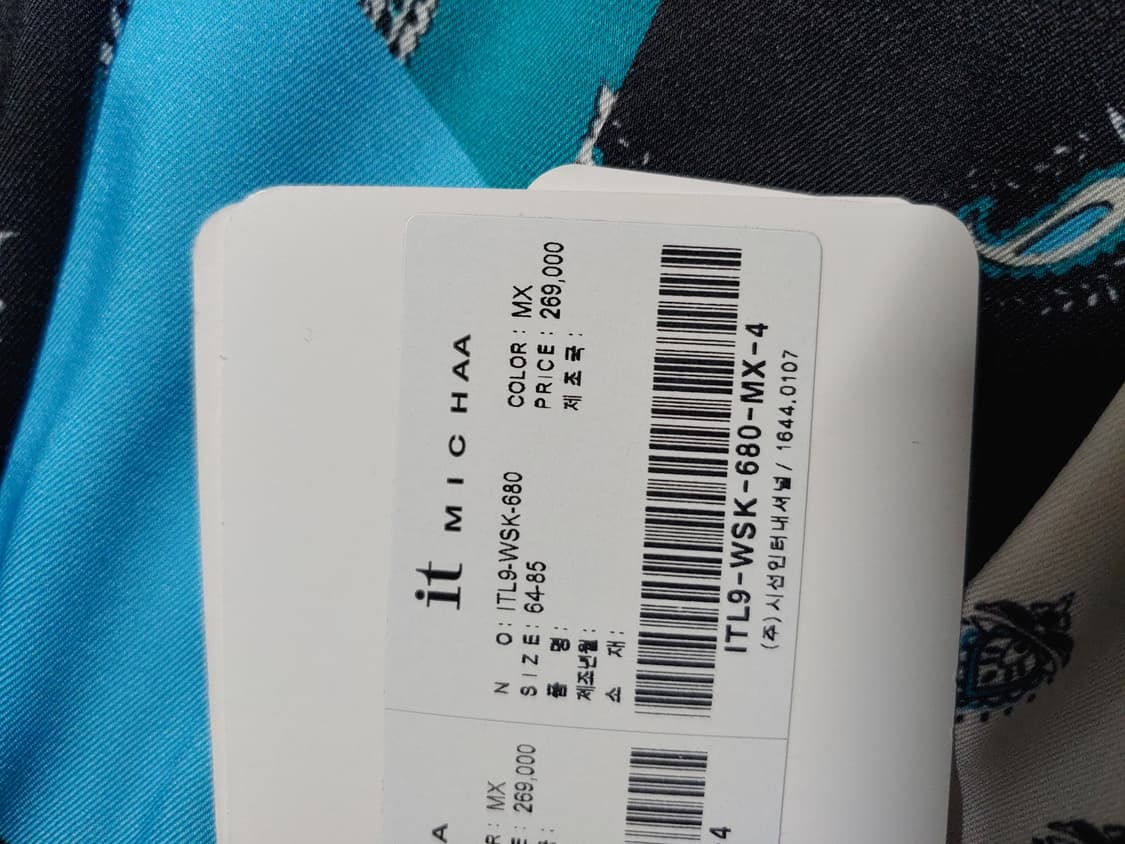 it MICHAA
N O : ITL9-WSK-680 COLOR : MX
SIZE : 64-85 PRICE : 269,000
품 명 : 제 조 국 :
제조년월 :
소 재 :
ITL9-WSK-680-MX-4
(주)시선인터내셔널/ 1644.0107
A
R : MX
E : 269,000
:
4